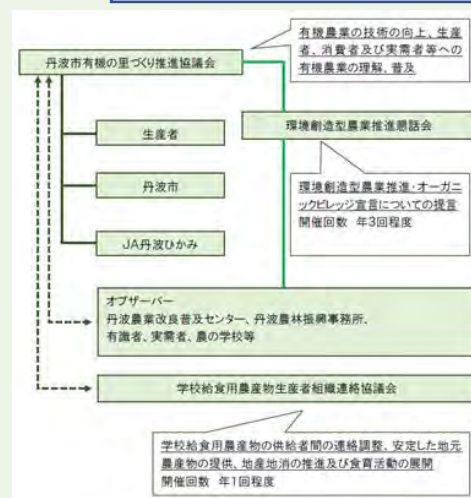 有機農業の技術の向上、生産
者、消費者及び実需者等への
有機農業の理解、普及
丹波市有機の里づくり推進協議会
生産者
環境創造型農業推進懇話会
丹波市
環境創造型農業推進・オーガニ
ックビレッジ宣言についての提言
開催回数 年3回程度
JA丹波ひかみ
オブザーバー
丹波農業改良普及センター、丹波農林振興事務所、
有識者、実需者、農の学校等
学校給食用農産物生産者組織連絡協議会
学校給食用農産物の供給者間の連絡調整、安定した地元
農産物の提供、地産地消の推進及び食育活動の展開
開催回数 年1回程度